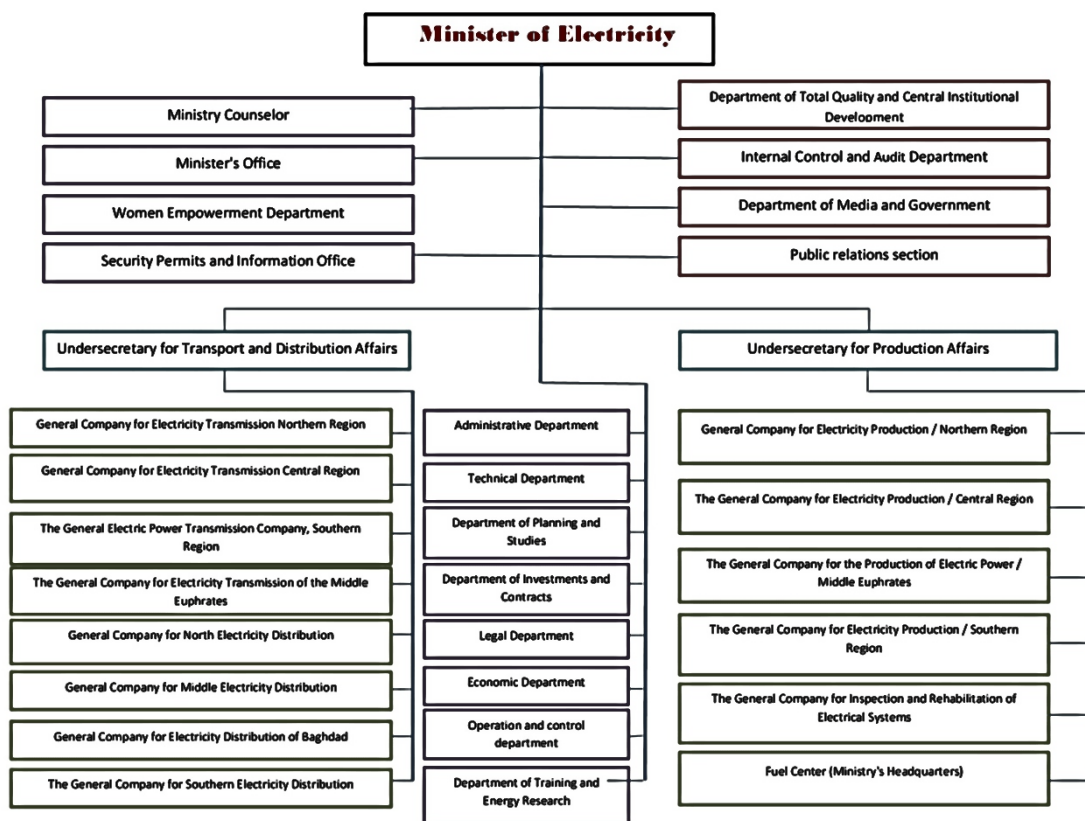 Minister of Electricity
Ministry Counselor
Department of Total Quality and Central Institutional
Development
Minister's Office
Internal Control and Audit Department
Women Empowerment Department
Department of Media and Government
Security Permits and Information Office
Public relations section
Undersecretary for Transport and Distribution Affairs
Undersecretary for Production Affairs
General Company for Electricity Transmission Northern Region
General Company for Electricity Transmission Central Region
The General Electric Power Transmission Company, Southern
Region
The General Company for Electricity Transmission of the Middle
Euphrates
General Company for North Electricity Distribution
General Company for Middle Electricity Distribution
General Company for Electricity Distribution of Baghdad
The General Company for Southern Electricity Distribution
Administrative Department
Technical Department
Department of Planning and
Studies
Department of Investments and
Contracts
Legal Department
Economic Department
Operation and control
department
Department of Training and
Energy Research
General Company for Electricity Production / Northern Region
The General Company for Electricity Production / Central Region
The General Company for the Production of Electric Power /
Middle Euphrates
The General Company for Electricity Production / Southern
Region
The General Company for Inspection and Rehabilitation of
Electrical Systems
Fuel Center (Ministry's Headquarters)